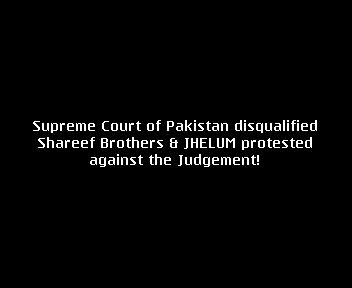 Supreme Court of Pakistan disqualified
Shareef Brothers & JHELUM protested
against the Judgement!